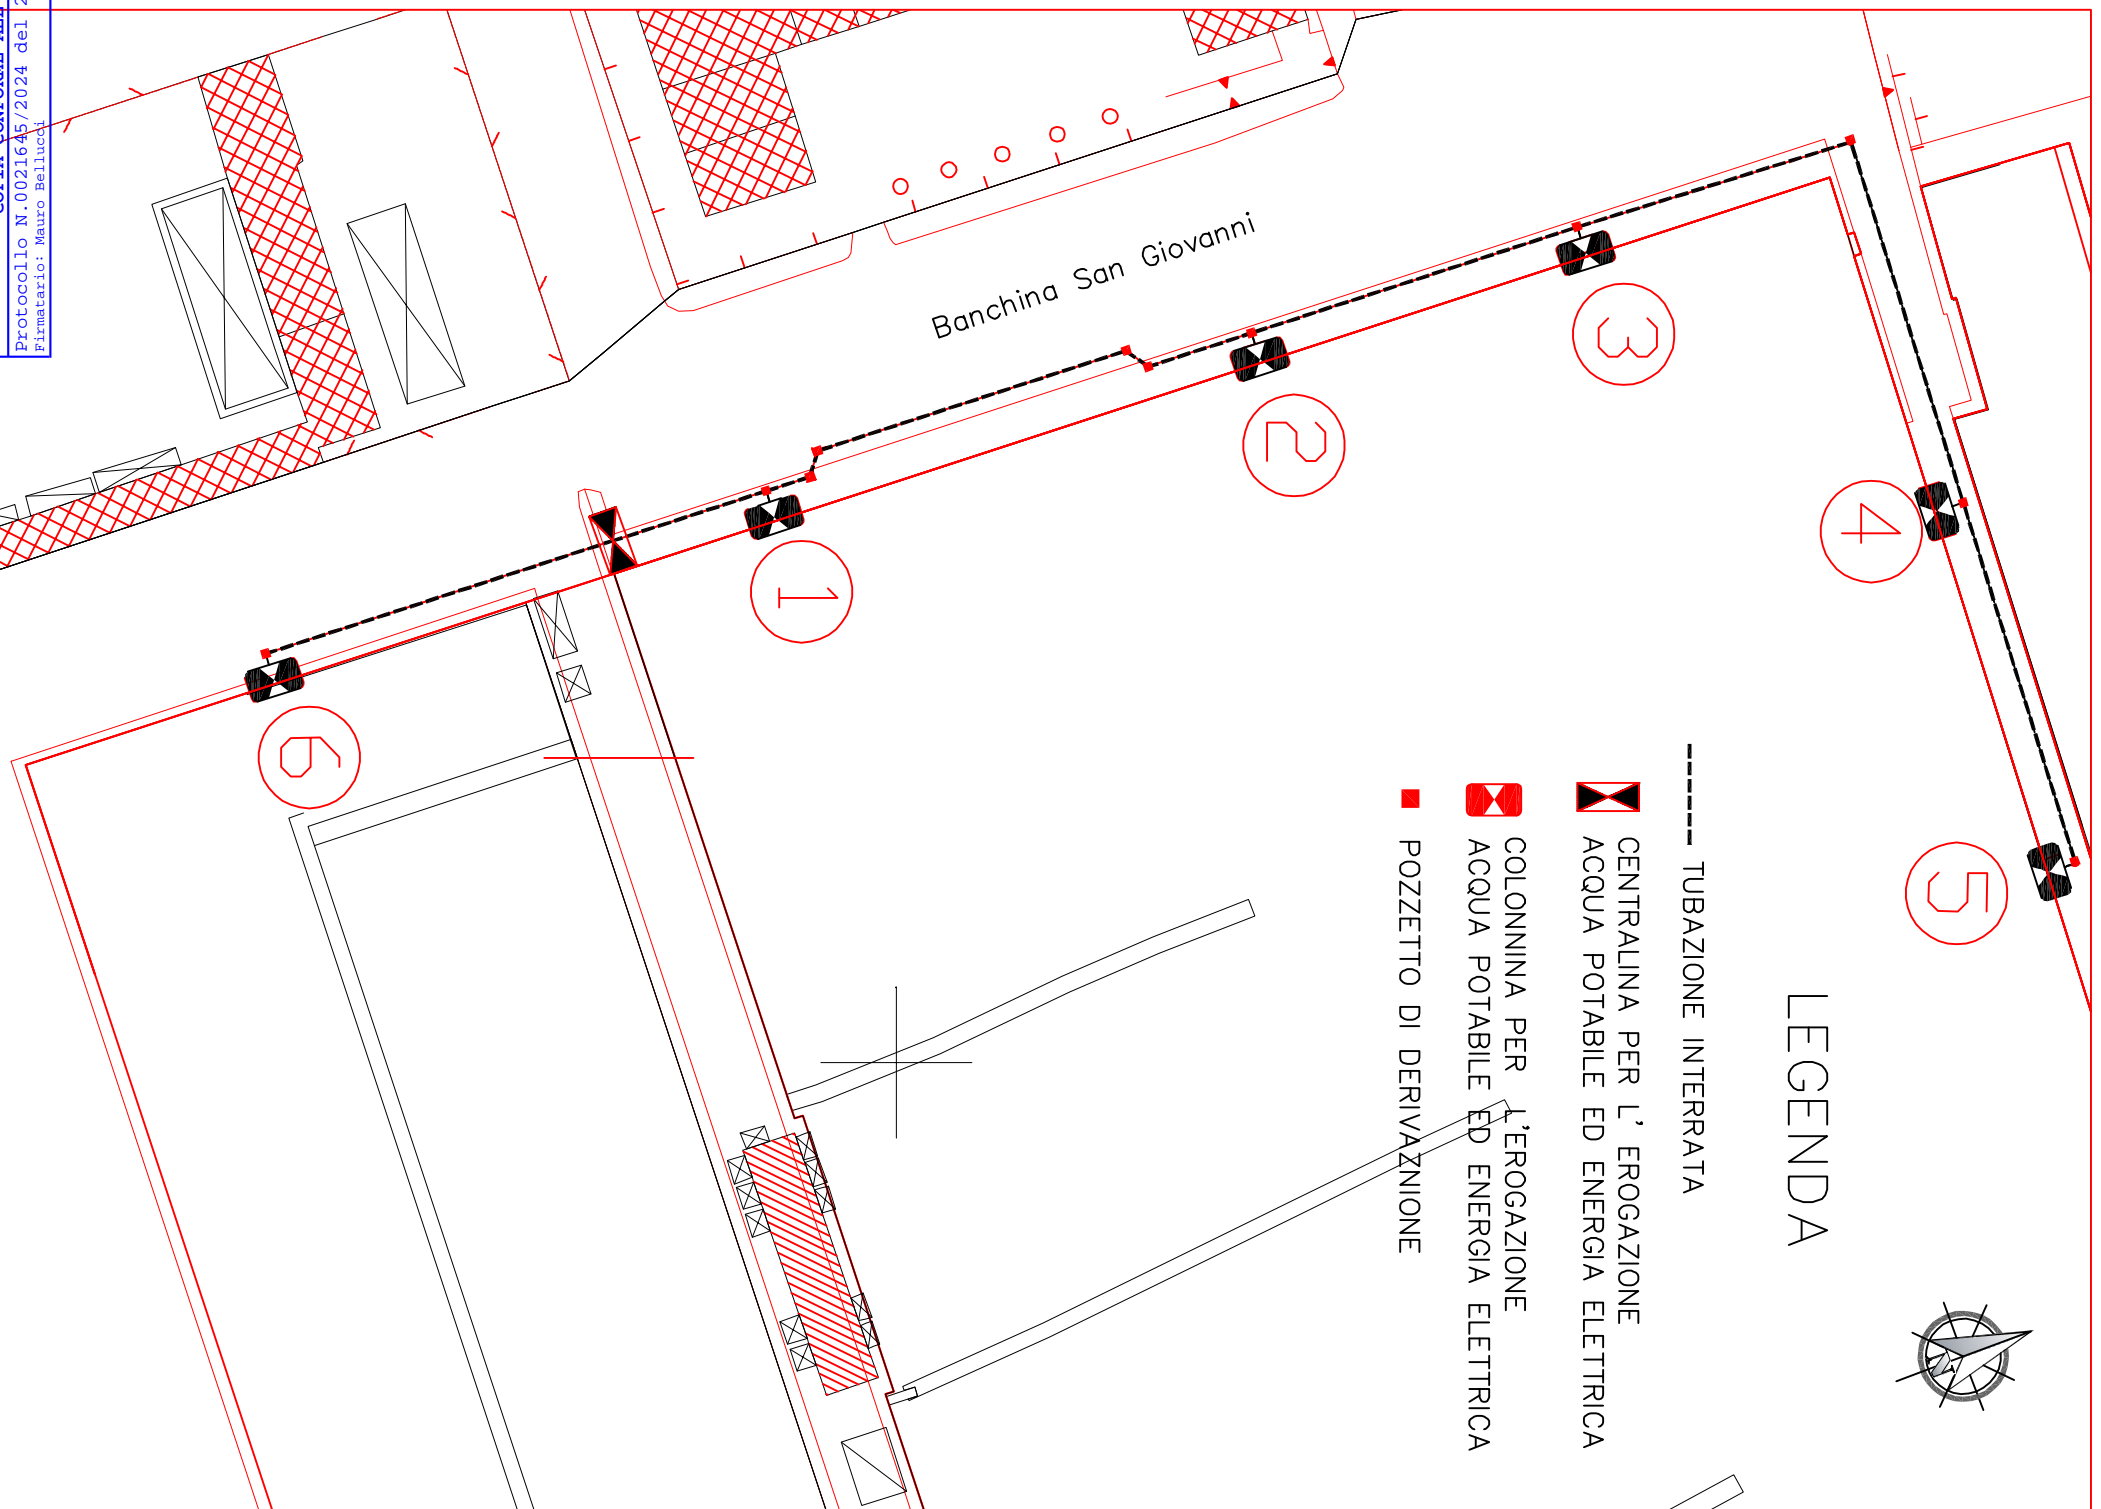 Protocollo N.0021645/2024 del
Firmatario: Mauro Bellucci
Banchina San Giovanni
3
2
4
1
5
6
LEGENDA
TUBAZIONE INTERRATA
CENTRALINA PER L' EROGAZIONE
ACQUA POTABILE ED ENERGIA ELETTRICA
COLONNINA PER L'EROGAZIONE
ACQUA POTABILE ED ENERGIA ELETTRICA
POZZETTO DI DERIVAZNIONE
N